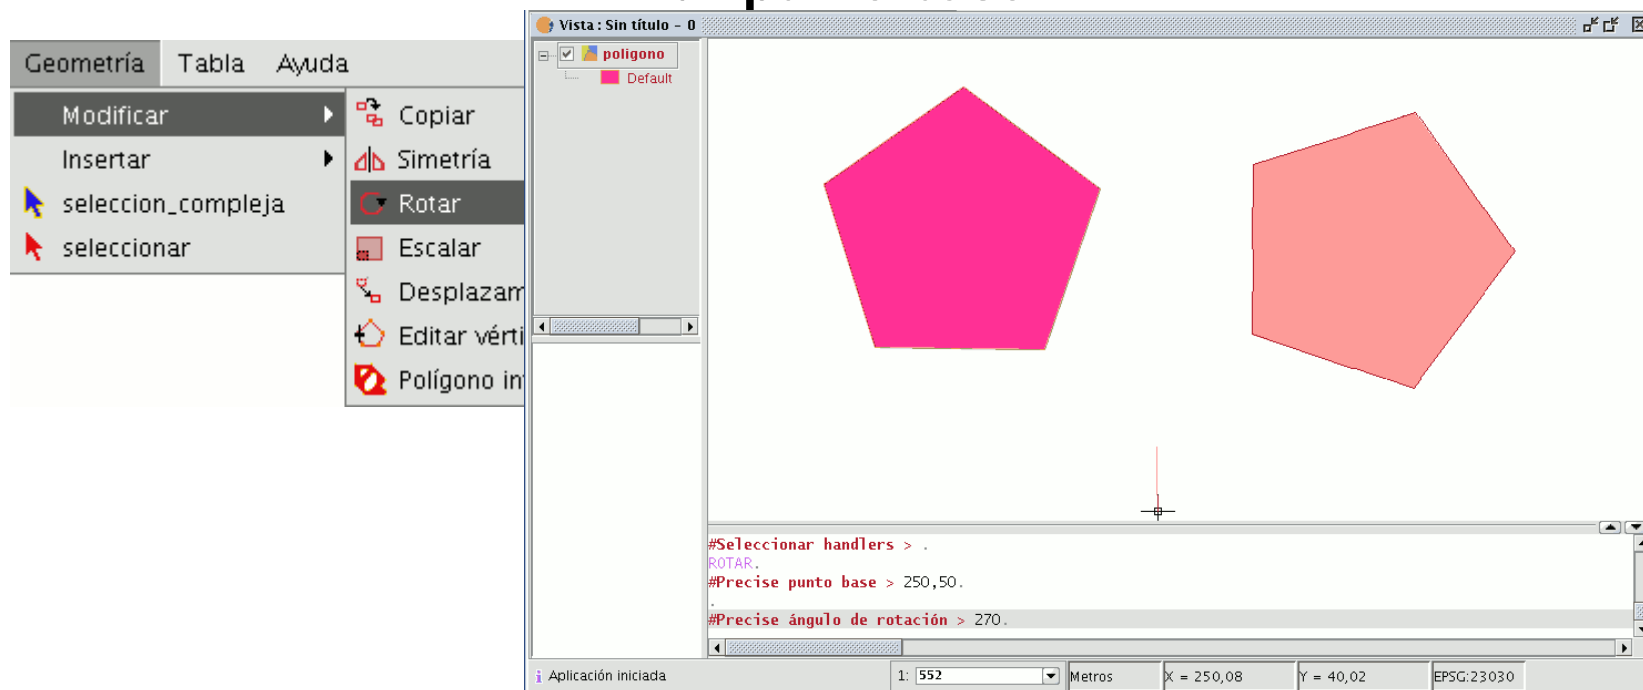 Geometría Tabla Ayuda
Modificar
Insertar
seleccion_compleja
seleccionar
Copiar
Simetría
Rotar
Escalar
Desplazam
Editar vérti
Polígono in
Vista : Sin título - 0
poligono
Default
#Seleccionar handlers > .
ROTAR.
#Precise punto base > 250,50.
.
#Precise ángulo de rotación > 270.
Aplicación iniciada 1: 552 Metros X = 250,08 Y = 40,02 EPSG:23030